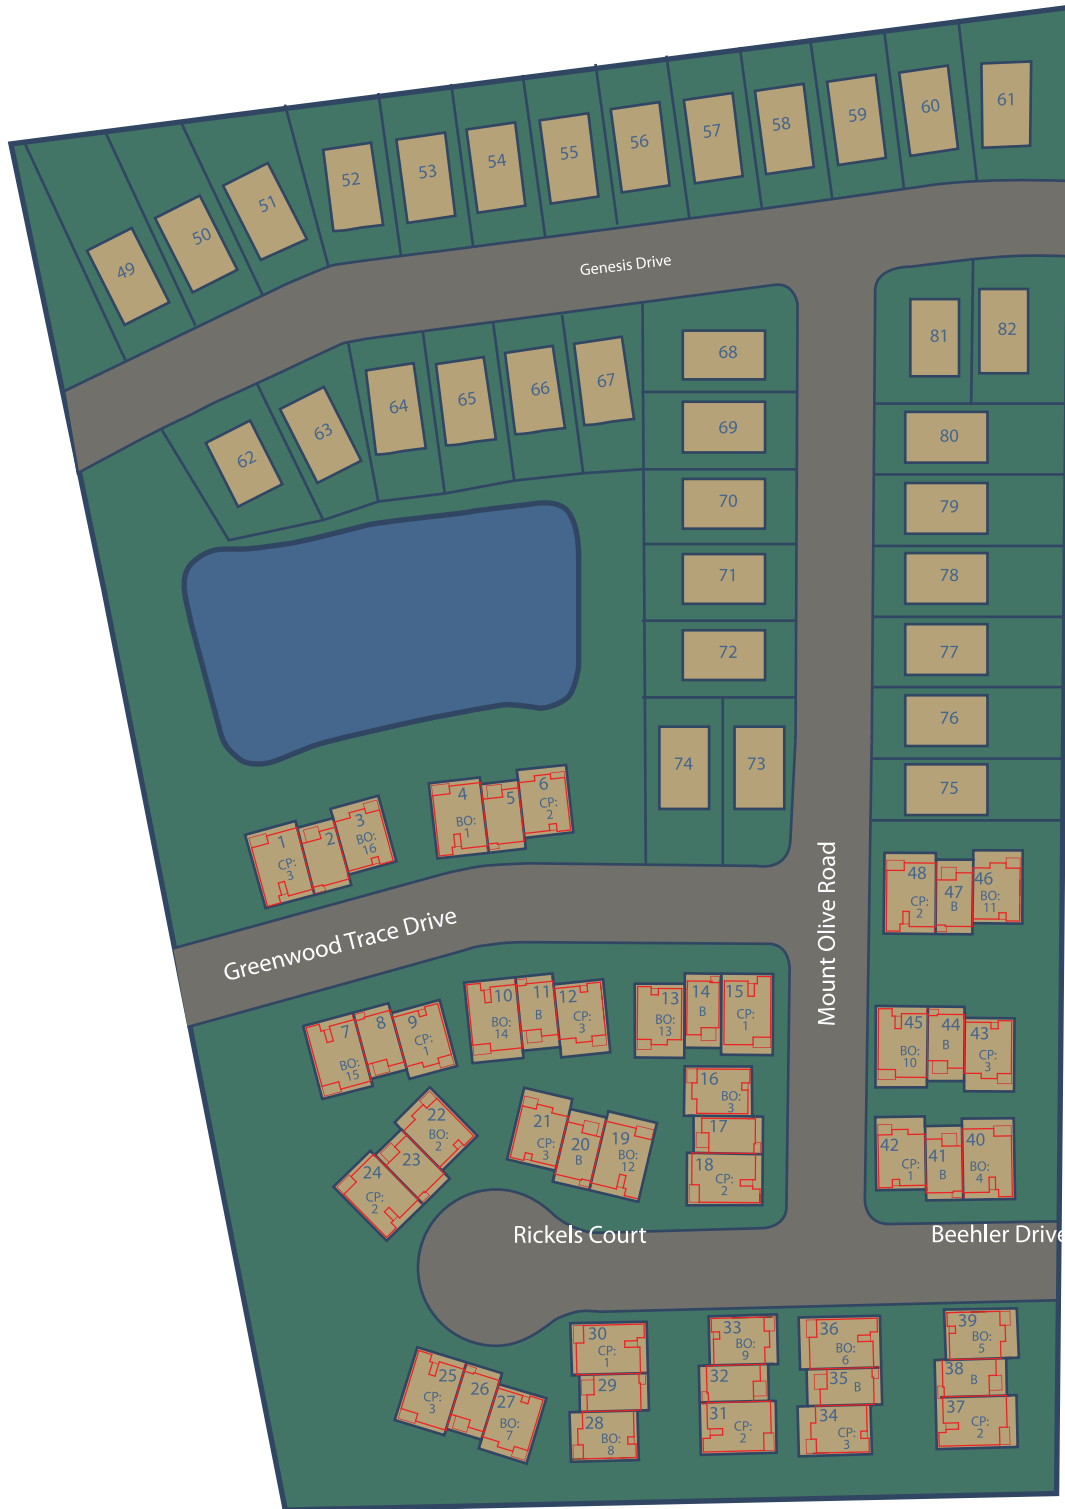 61
60
59
58
57
56
55
54
53
52
51
50
49
Genesis Drive
82
81
68
67
66
65
64
63
62
69
80
70
79
71
78
72
77
76
74
73
75
6
CP:
2
5
4
BO:
1
3
BO:
16
2
1
CP:
3
Mount Olive Road
48
CP:
2
47
B
46
BO:
11
Greenwood Trace Drive
10
BO:
14
11
B
12
CP:
3
13
BO:
13
14
B
15
CP:
1
7
BO:
15
8
9
CP:
1
45
BO:
10
44
B
43
CP:
3
16
BO:
3
17
18
CP:
2
22
BO:
2
23
24
CP:
2
21
CP:
3
20
B
19
BO:
12
42
CP:
1
41
B
40
BO:
4
Rickels Court
Beehler Drive
30
CP:
1
29
28
BO:
8
33
BO:
9
32
31
CP:
2
36
BO:
6
35
B
34
CP:
3
39
BO:
5
38
B
37
CP:
2
25
CP:
3
26
27
BO:
7